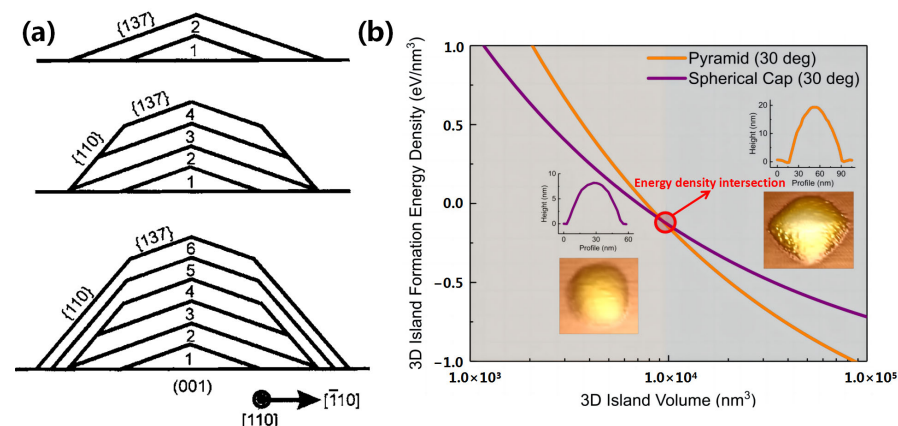 (a)
{137}
2
1
{137}
{110}
4
3
2
1
{137}
{110}
6
5
4
3
2
1
(001)
[110]
[1̄10]
(b)
3D Island Formation Energy Density (eV/nm³)
1.0
0.5
0.0
−0.5
−1.0
Pyramid (30 deg)
Spherical Cap (30 deg)
Height (nm)
20
10
0
0 30 60 90
Profile (nm)
Energy density intersection
Height (nm)
10
5
0
0 30 60
Profile (nm)
1.0×10³ 1.0×10⁴ 1.0×10⁵
3D Island Volume (nm³)